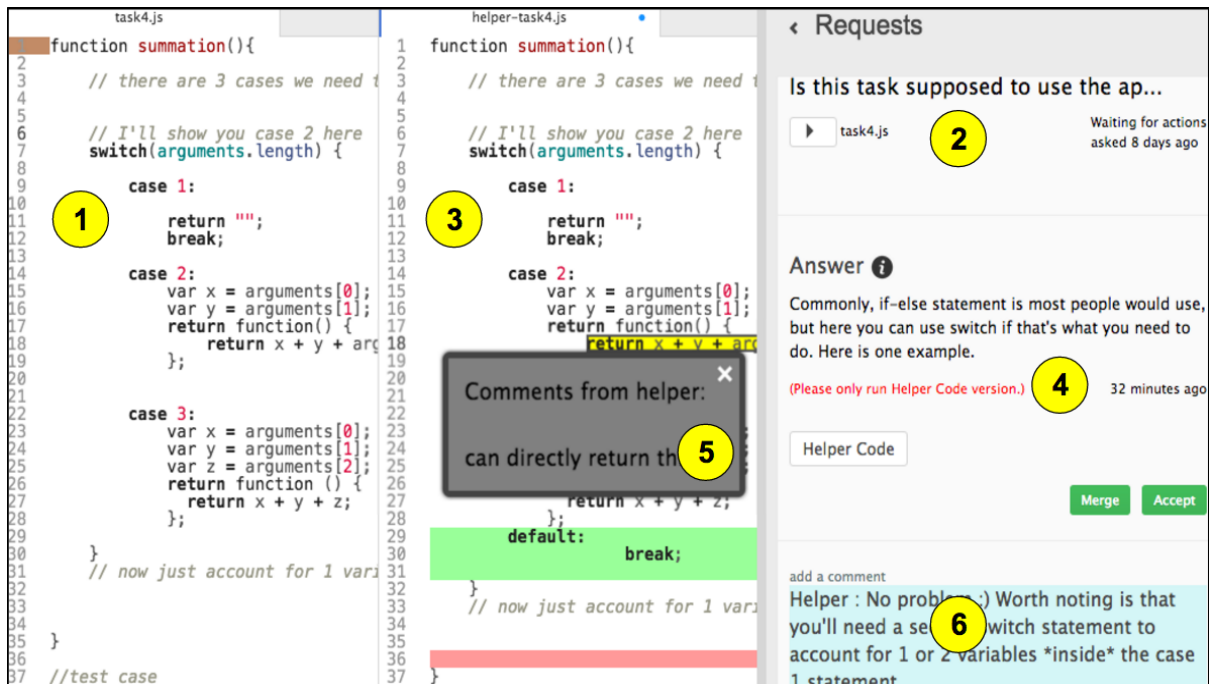 task4.js
1 function summation(){
2
3 // there are 3 cases we need t
4
5
6 // I'll show you case 2 here
7 switch(arguments.length) {
8
9 case 1:
10
11 return "";
12 break;
13
14 case 2:
15 var x = arguments[0];
16 var y = arguments[1];
17 return function() {
18 return x + y + arg
19 };
20
21
22 case 3:
23 var x = arguments[0];
24 var y = arguments[1];
25 var z = arguments[2];
26 return function () {
27 return x + y + z;
28 };
29
30 }
31 // now just account for 1 vari
32
33
34
35 }
36
37 //test case
1
helper-task4.js
1 function summation(){
2
3 // there are 3 cases we need t
4
5
6 // I'll show you case 2 here
7 switch(arguments.length) {
8
9 case 1:
10
11 return "";
12 break;
13
14 case 2:
15 var x = arguments[0];
16 var y = arguments[1];
17 return function() {
18 return x + y + arg
19
20
21
22
23
24
25
26
27 return x + y + z;
28 };
29 default:
30 break;
31
32 }
33 // now just account for 1 vari
34
35
36
37 }
3
Comments from helper:
can directly return th
5
‹ Requests
Is this task supposed to use the ap...
task4.js
2
Waiting for actions
asked 8 days ago
Answer i
Commonly, if-else statement is most people would use,
but here you can use switch if that's what you need to
do. Here is one example.
(Please only run Helper Code version.)
4
32 minutes ago
Helper Code
Merge Accept
add a comment
Helper : No problem ;) Worth noting is that
you'll need a se witch statement to
6
account for 1 or 2 variables *inside* the case
1 statement